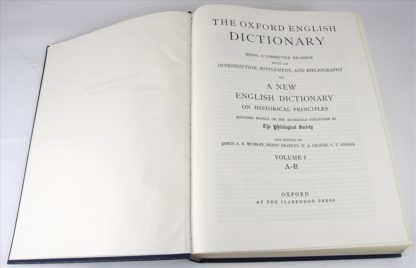 THE OXFORD ENGLISH
DICTIONARY
BEING A CORRECTED RE-ISSUE
WITH AN
INTRODUCTION, SUPPLEMENT, AND BIBLIOGRAPHY
OF
A NEW
ENGLISH DICTIONARY
ON HISTORICAL PRINCIPLES
FOUNDED MAINLY ON THE MATERIALS COLLECTED BY
The Philological Society
AND EDITED BY
JAMES A. H. MURRAY, HENRY BRADLEY, W. A. CRAIGIE, C. T. ONIONS
VOLUME I
A–B
OXFORD
AT THE CLARENDON PRESS